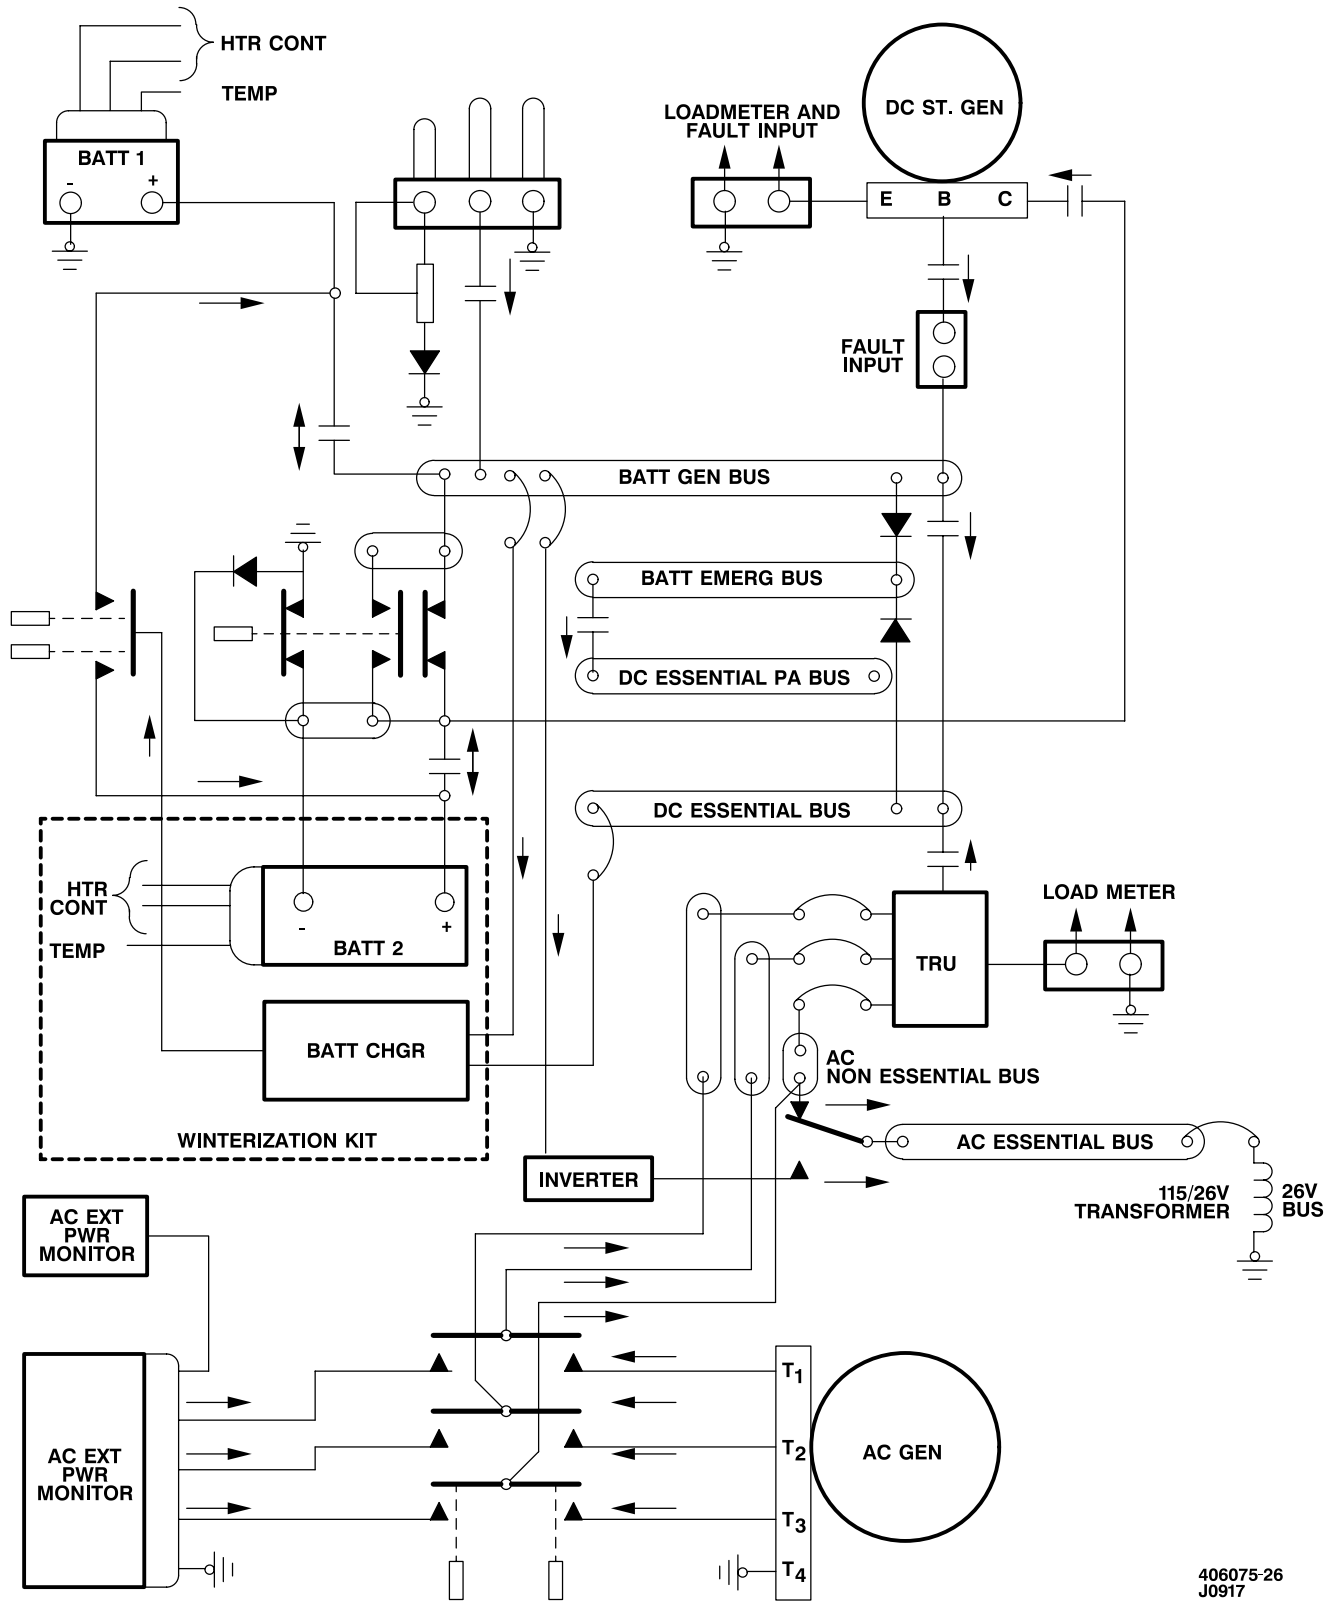 HTR CONT
TEMP
BATT 1
- +
LOADMETER AND
FAULT INPUT
DC ST. GEN
E B C
FAULT
INPUT
BATT GEN BUS
BATT EMERG BUS
DC ESSENTIAL PA BUS
DC ESSENTIAL BUS
HTR
CONT
TEMP
- +
BATT 2
BATT CHGR
WINTERIZATION KIT
TRU
LOAD METER
AC
NON ESSENTIAL BUS
AC ESSENTIAL BUS
INVERTER
115/26V
TRANSFORMER
26V
BUS
AC EXT
PWR
MONITOR
AC EXT
PWR
MONITOR
T1
T2
T3
T4
AC GEN
406075-26
J0917